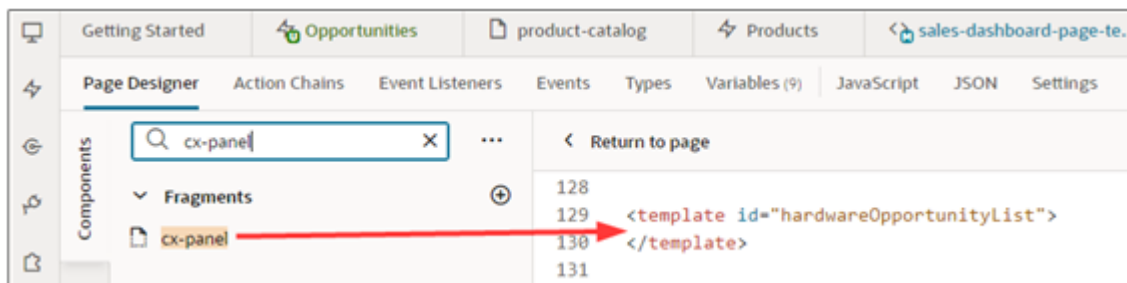 Getting Started Opportunities product-catalog Products sales-dashboard-page-te..
Page Designer Action Chains Event Listeners Events Types Variables (9) JavaScript JSON Settings
Components
cx-panel
Return to page
Fragments
cx-panel
128
129 <template id="hardwareOpportunityList">
130 </template>
131